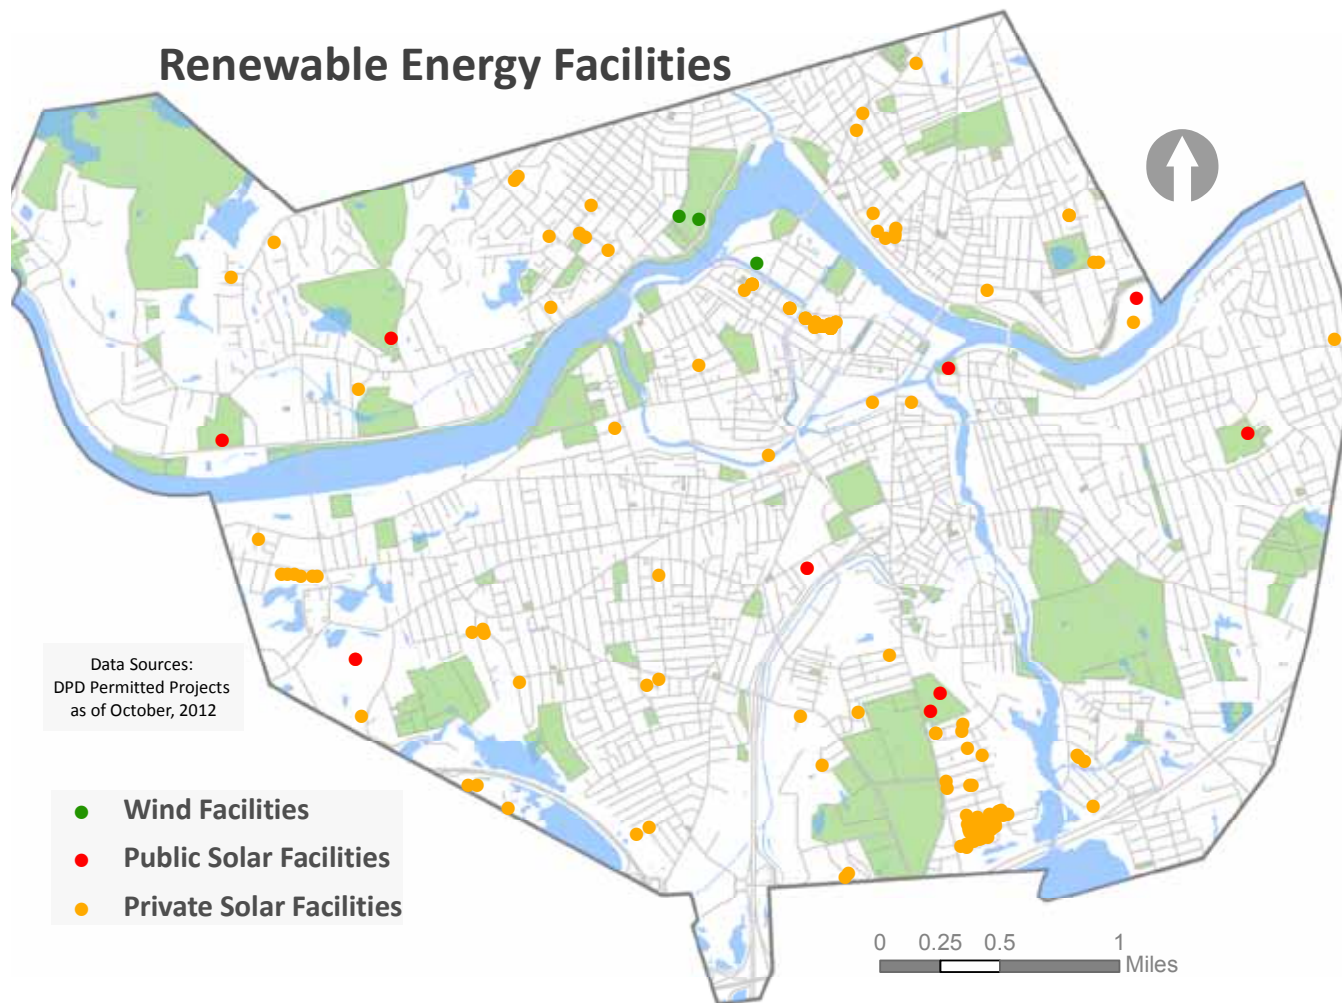 Renewable Energy Facilities
Data Sources:
DPD Permitted Projects
as of October, 2012
Wind Facilities
Public Solar Facilities
Private Solar Facilities
0 0.25 0.5 1
Miles